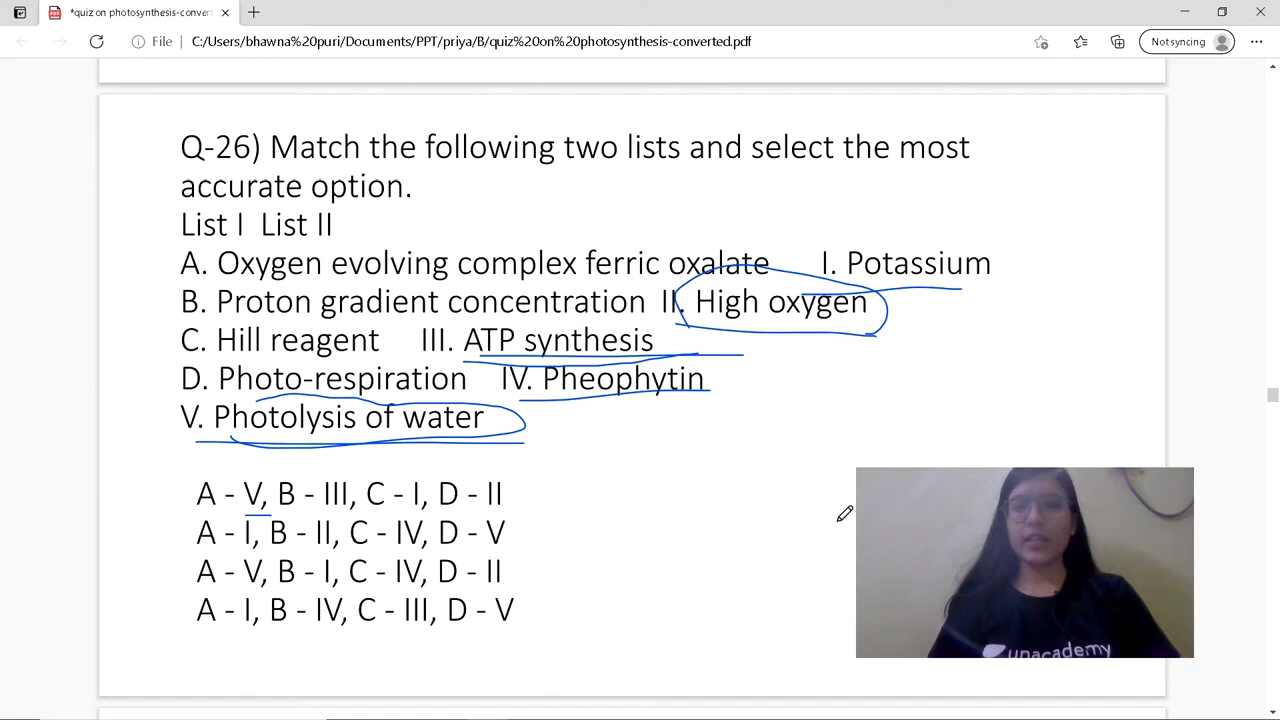 *quiz on photosynthesis-convert
File C:/Users/bhawna puri/Documents/PPT/priya/B/quiz%20on%20photosynthesis-converted.pdf
Not syncing
Q-26) Match the following two lists and select the most
accurate option.
List I List II
A. Oxygen evolving complex ferric oxalate I. Potassium
B. Proton gradient concentration II. High oxygen
C. Hill reagent III. ATP synthesis
D. Photo-respiration IV. Pheophytin
V. Photolysis of water
A - V, B - III, C - I, D - II
A - I, B - II, C - IV, D - V
A - V, B - I, C - IV, D - II
A - I, B - IV, C - III, D - V
unacademy